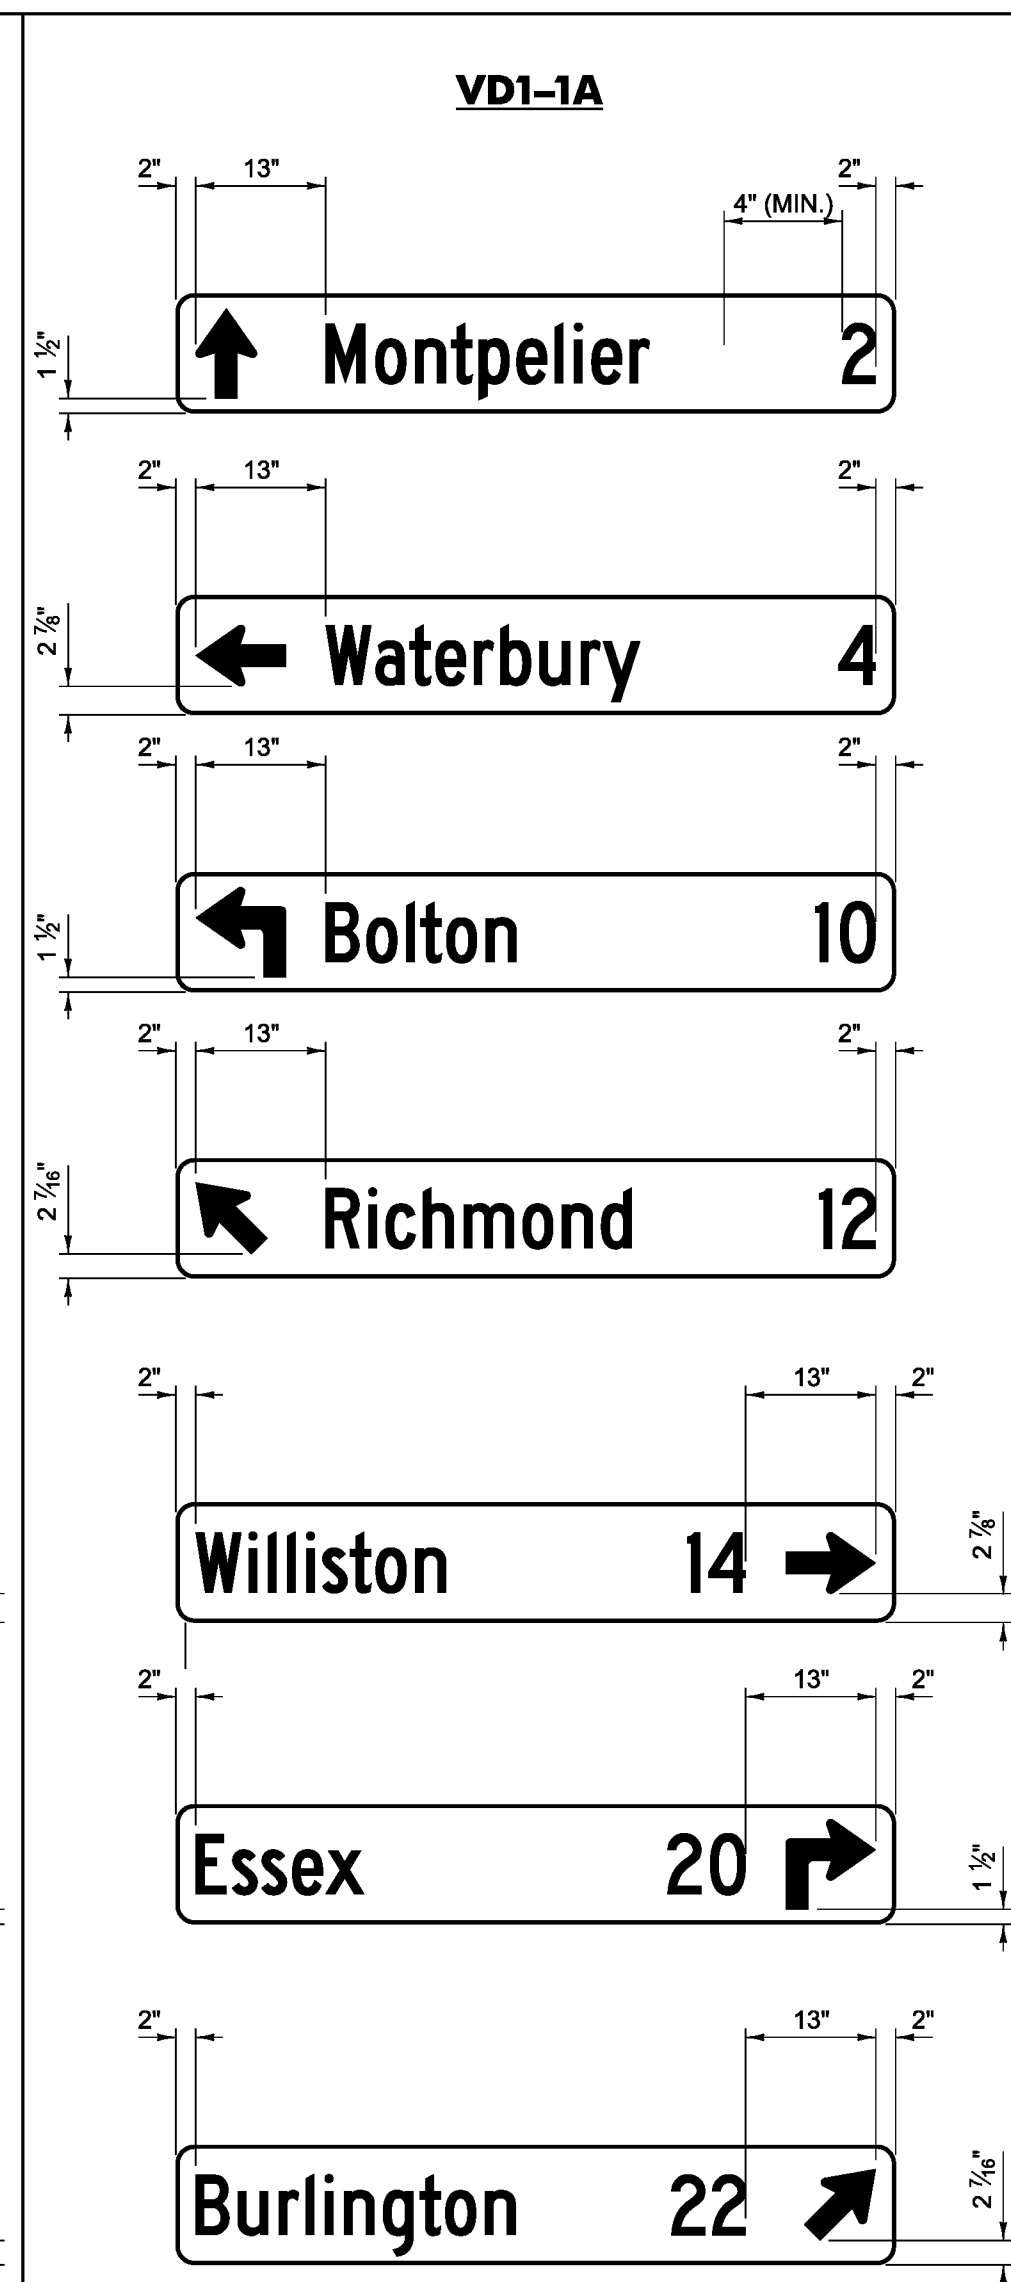 VD1–1A
2" 13" 2"
4" (MIN.)
1 ½"
Montpelier 2
2" 13" 2"
2 ⅞"
Waterbury 4
2" 13" 2"
1 ½"
Bolton 10
2" 13" 2"
2 7/16"
Richmond 12
2" 13" 2"
Williston 14
2 ⅞"
2" 13" 2"
Essex 20
1 ½"
2" 13" 2"
Burlington 22
2 7/16"